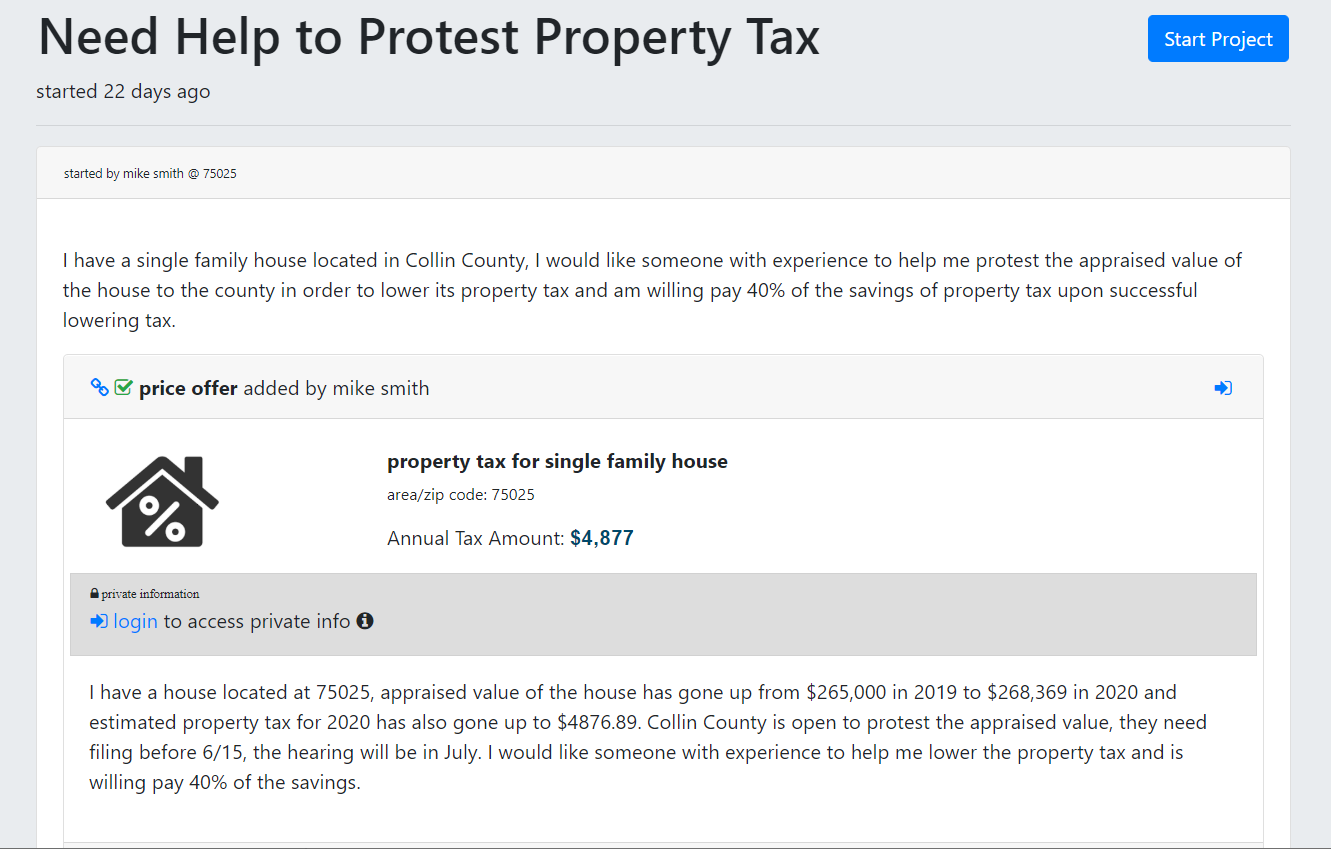 Need Help to Protest Property Tax
Start Project
started 22 days ago
started by mike smith @ 75025
I have a single family house located in Collin County, I would like someone with experience to help me protest the appraised value of
the house to the county in order to lower its property tax and am willing pay 40% of the savings of property tax upon successful
lowering tax.
price offer added by mike smith
property tax for single family house
area/zip code: 75025
Annual Tax Amount: $4,877
private information
login to access private info
I have a house located at 75025, appraised value of the house has gone up from $265,000 in 2019 to $268,369 in 2020 and
estimated property tax for 2020 has also gone up to $4876.89. Collin County is open to protest the appraised value, they need
filing before 6/15, the hearing will be in July. I would like someone with experience to help me lower the property tax and is
willing pay 40% of the savings.